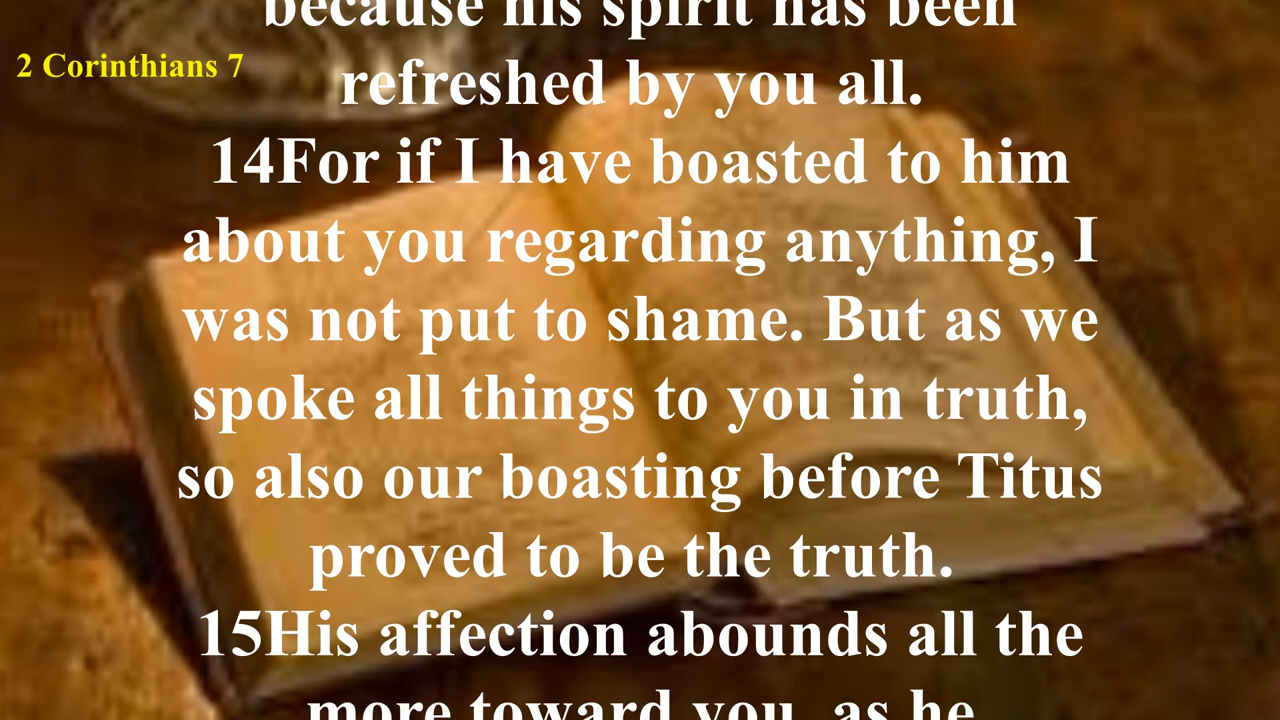 because his spirit has been
2 Corinthians 7
refreshed by you all.
14For if I have boasted to him
about you regarding anything, I
was not put to shame. But as we
spoke all things to you in truth,
so also our boasting before Titus
proved to be the truth.
15His affection abounds all the
more toward you, as he